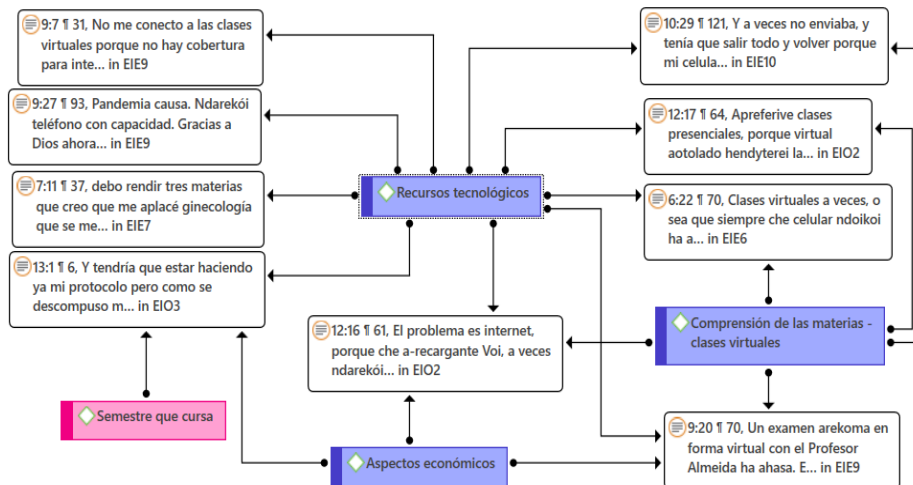 9:7 ¶ 31, No me conecto a las clases
virtuales porque no hay cobertura
para inte... in EIE9
10:29 ¶ 121, Y a veces no enviaba, y
tenía que salir todo y volver porque
mi celula... in EIE10
9:27 ¶ 93, Pandemia causa. Ndarekói
teléfono con capacidad. Gracias a
Dios ahora... in EIE9
12:17 ¶ 64, Apreferive clases
presenciales, porque virtual
aotolado hendyterei la... in EIO2
7:11 ¶ 37, debo rendir tres materias
que creo que me aplacé ginecología
que se me... in EIE7
Recursos tecnológicos
6:22 ¶ 70, Clases virtuales a veces, o
sea que siempre che celular ndoikoi
ha a... in EIE6
13:1 ¶ 6, Y tendría que estar haciendo
ya mi protocolo pero como se
descompuso m... in EIO3
12:16 ¶ 61, El problema es internet,
porque che a-recargante Voi, a veces
ndarekói... in EIO2
Comprensión de las materias -
clases virtuales
Semestre que cursa
Aspectos económicos
9:20 ¶ 70, Un examen arekoma en
forma virtual con el Profesor
Almeida ha ahasa. E... in EIE9